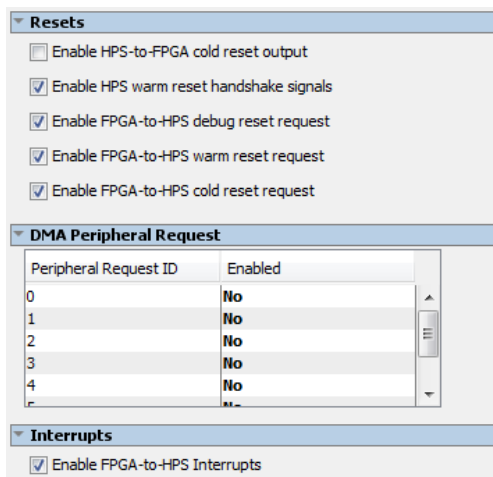 Resets
Enable HPS-to-FPGA cold reset output
Enable HPS warm reset handshake signals
Enable FPGA-to-HPS debug reset request
Enable FPGA-to-HPS warm reset request
Enable FPGA-to-HPS cold reset request
DMA Peripheral Request
Peripheral Request ID Enabled
0 No
1 No
2 No
3 No
4 No
Interrupts
Enable FPGA-to-HPS Interrupts